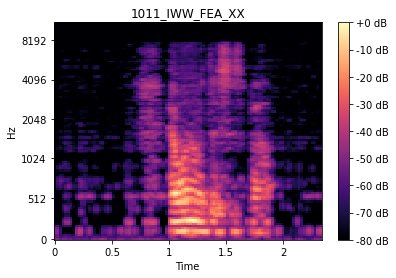 1011_IWW_FEA_XX
8192
4096
2048
1024
512
0
Hz
0
0.5
1
1.5
2
Time
+0 dB
-10 dB
-20 dB
-30 dB
-40 dB
-50 dB
-60 dB
-70 dB
-80 dB